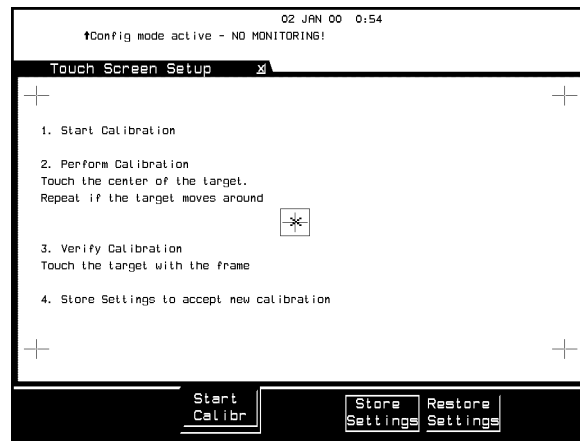 02 JAN 00 0:54
↑Config mode active - NO MONITORING!
Touch Screen Setup X
1. Start Calibration
2. Perform Calibration
Touch the center of the target.
Repeat if the target moves around
3. Verify Calibration
Touch the target with the frame
4. Store Settings to accept new calibration
Start
Calibr
Store
Settings
Restore
Settings